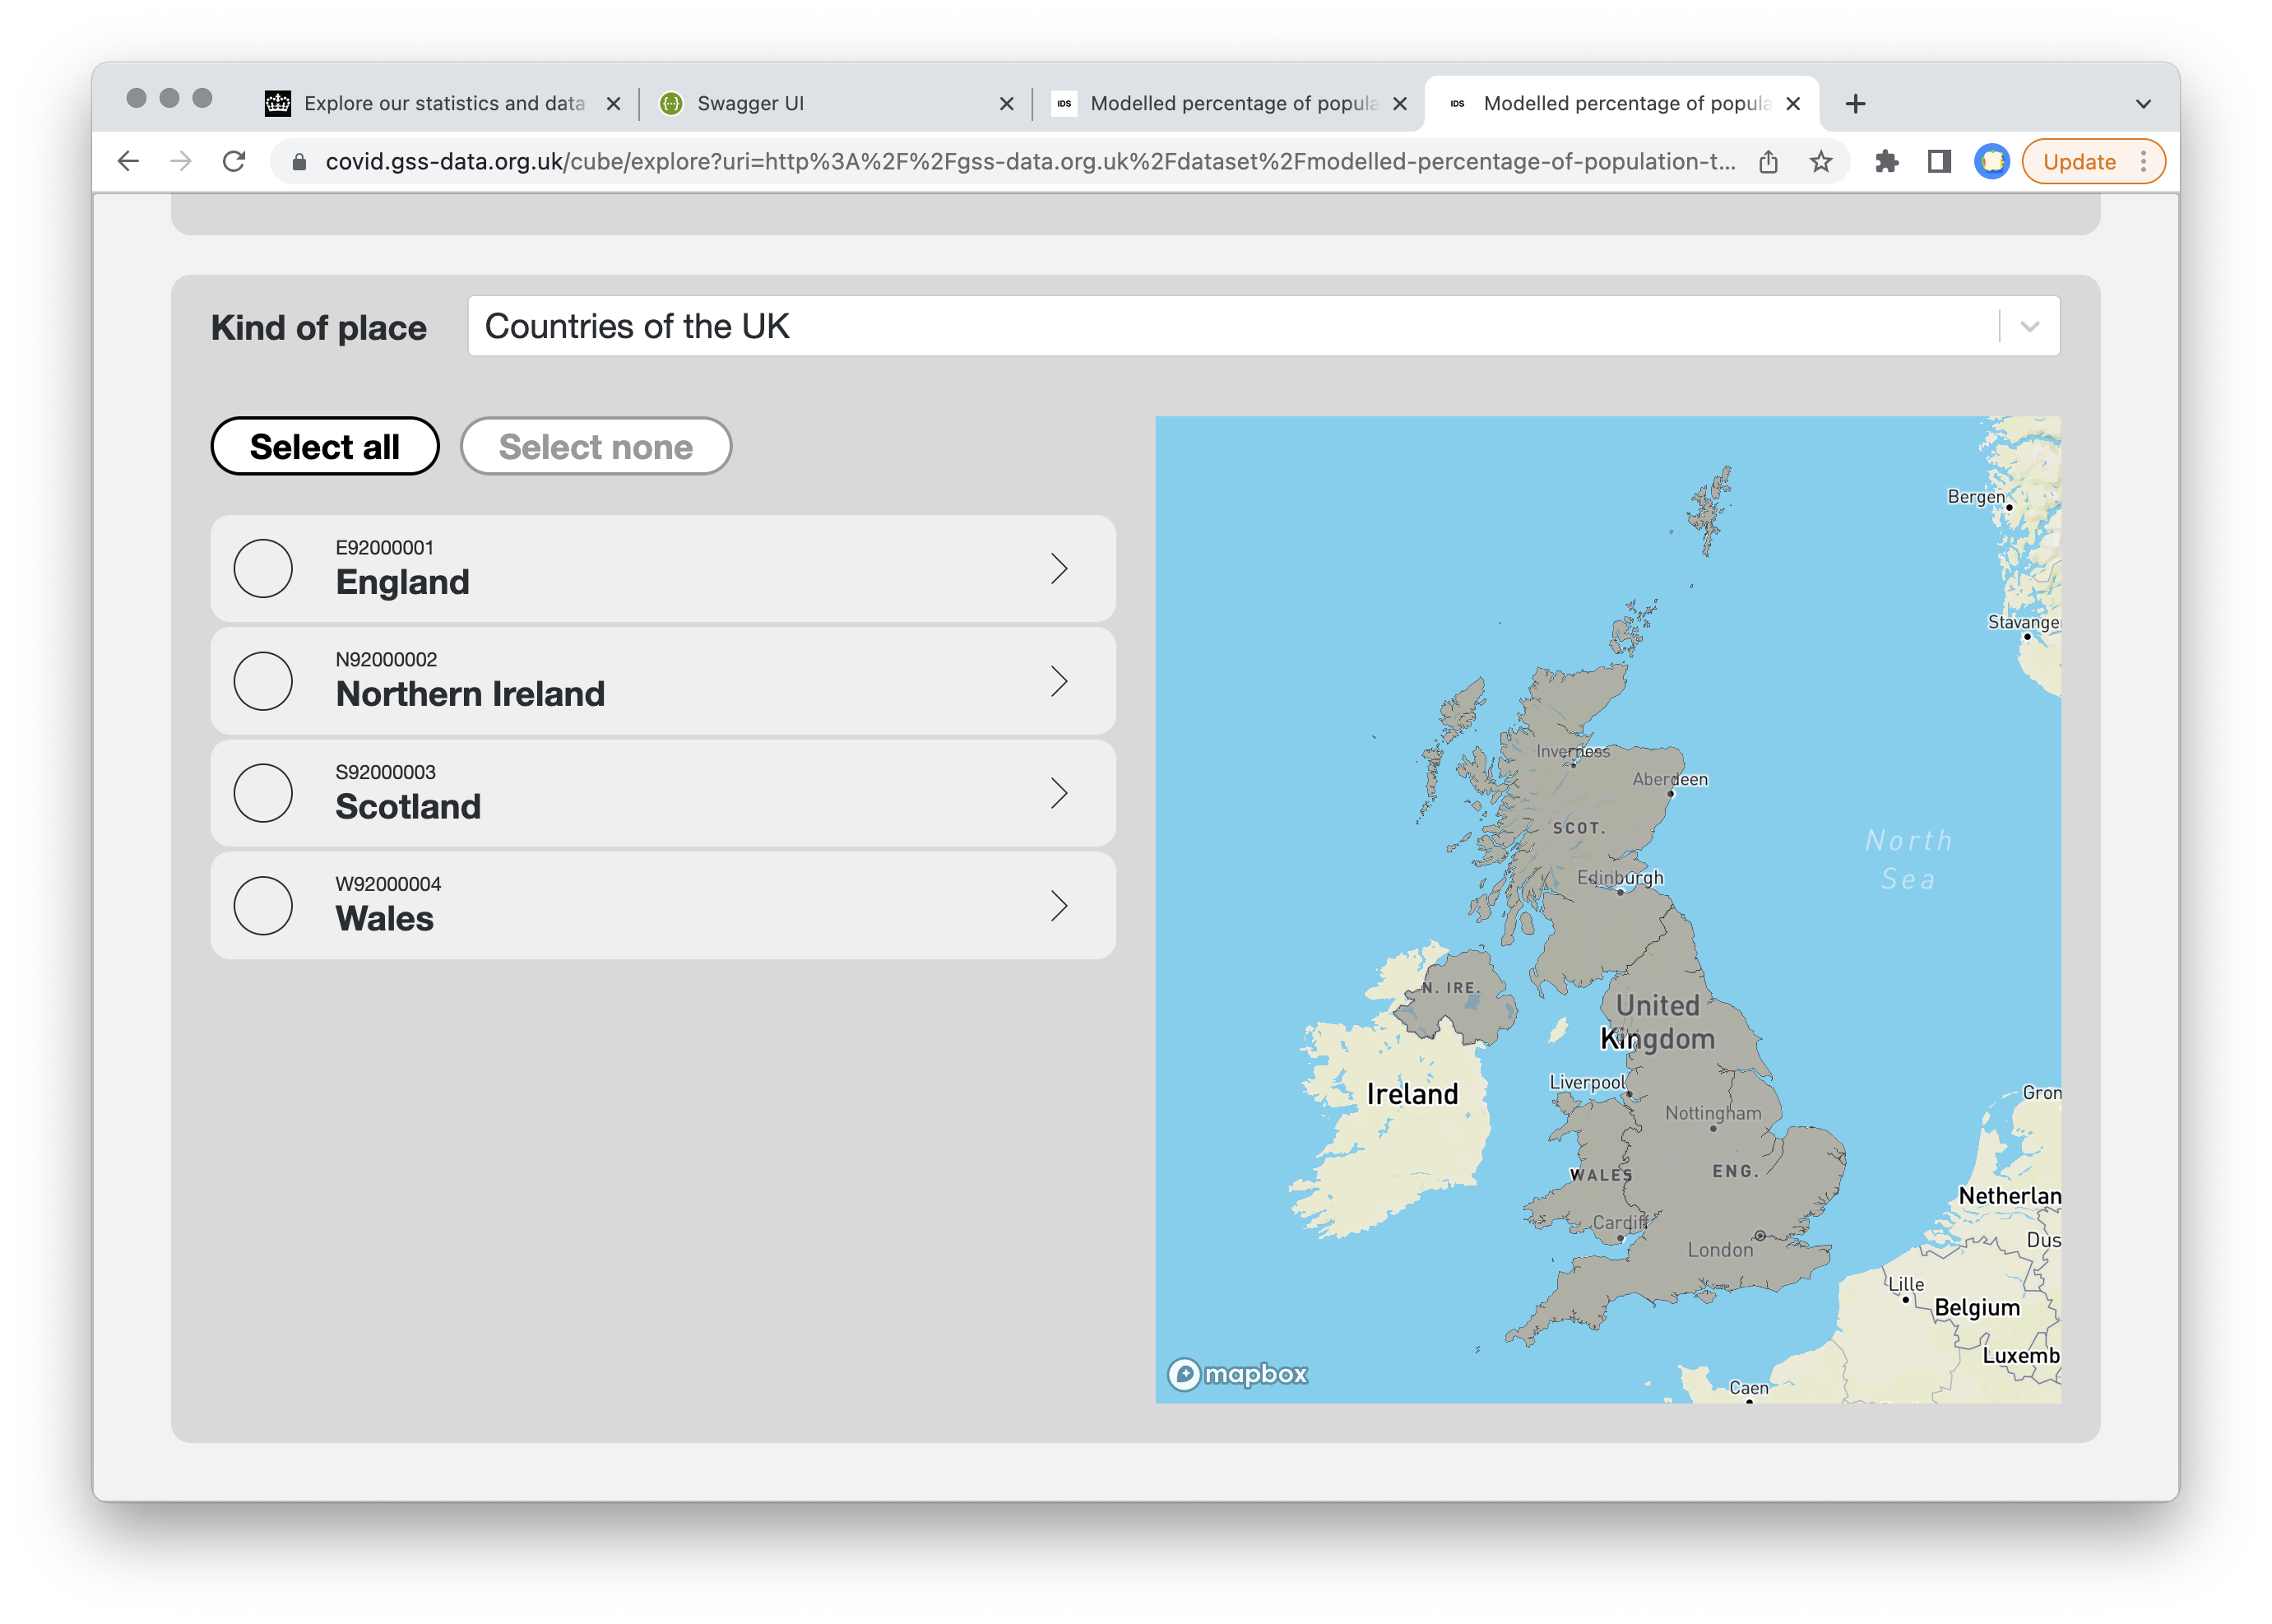 Explore our statistics and data
Swagger UI
IDS Modelled percentage of popula
IDS Modelled percentage of popula
covid.gss-data.org.uk/cube/explore?uri=http%3A%2F%2Fgss-data.org.uk%2Fdataset%2Fmodelled-percentage-of-population-t...
Update
Kind of place
Countries of the UK
Select all
Select none
E92000001
England
N92000002
Northern Ireland
S92000003
Scotland
W92000004
Wales
Bergen
Stavange
Inverness
Aberdeen
SCOT.
North
Sea
Edinburgh
N. IRE.
United
Kingdom
Liverpool
Ireland
Nottingham
Gron
WALES
ENG.
Netherlan
Cardiff
London
Dus
Lille
Belgium
Luxemb
Caen
mapbox